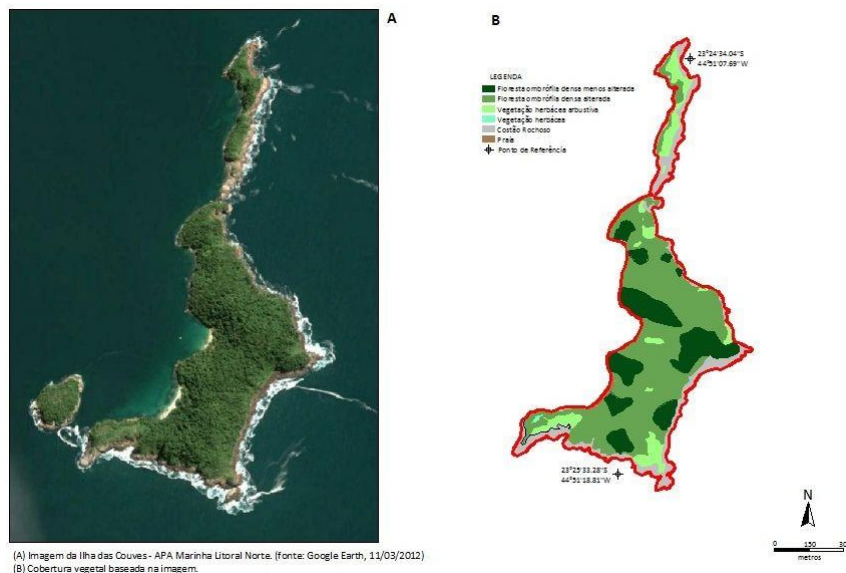 A
B
23°24'34.04"S
44°51'07.69"W
LEGENDA
Floresta ombrófila densa menos alterada
Floresta ombrófila densa alterada
Vegetação herbácea arbustiva
Vegetação herbácea
Costão Rochoso
Praia
Ponto de Referência
23°25'33.28"S
44°51'18.81"W
N
0 150 30
metros
(A) Imagem da Ilha das Couves - APA Marinha Litoral Norte. (fonte: Google Earth, 11/03/2012)
(B) Cobertura vegetal baseada na imagem.